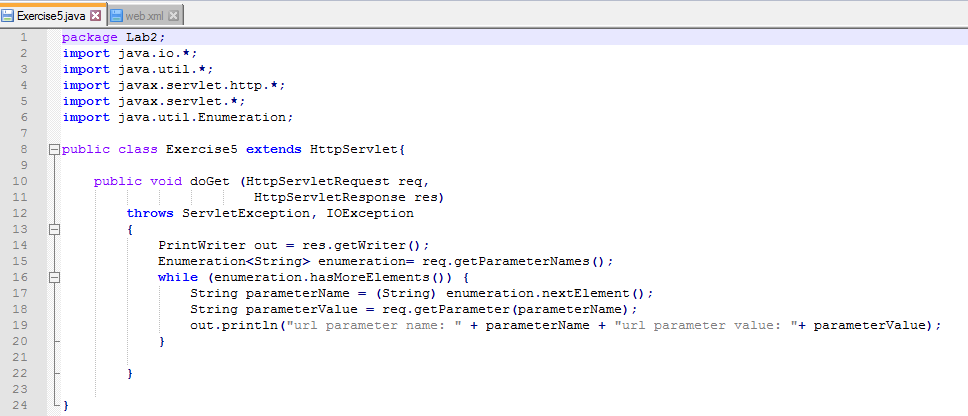 Exercise5.java web.xml
1 package Lab2;
2 import java.io.*;
3 import java.util.*;
4 import javax.servlet.http.*;
5 import javax.servlet.*;
6 import java.util.Enumeration;
7
8 public class Exercise5 extends HttpServlet{
9
10 public void doGet (HttpServletRequest req,
11 HttpServletResponse res)
12 throws ServletException, IOException
13 {
14 PrintWriter out = res.getWriter();
15 Enumeration<String> enumeration= req.getParameterNames();
16 while (enumeration.hasMoreElements()) {
17 String parameterName = (String) enumeration.nextElement();
18 String parameterValue = req.getParameter(parameterName);
19 out.println("url parameter name: " + parameterName + "url parameter value: "+ parameterValue);
20 }
21
22 }
23
24 }